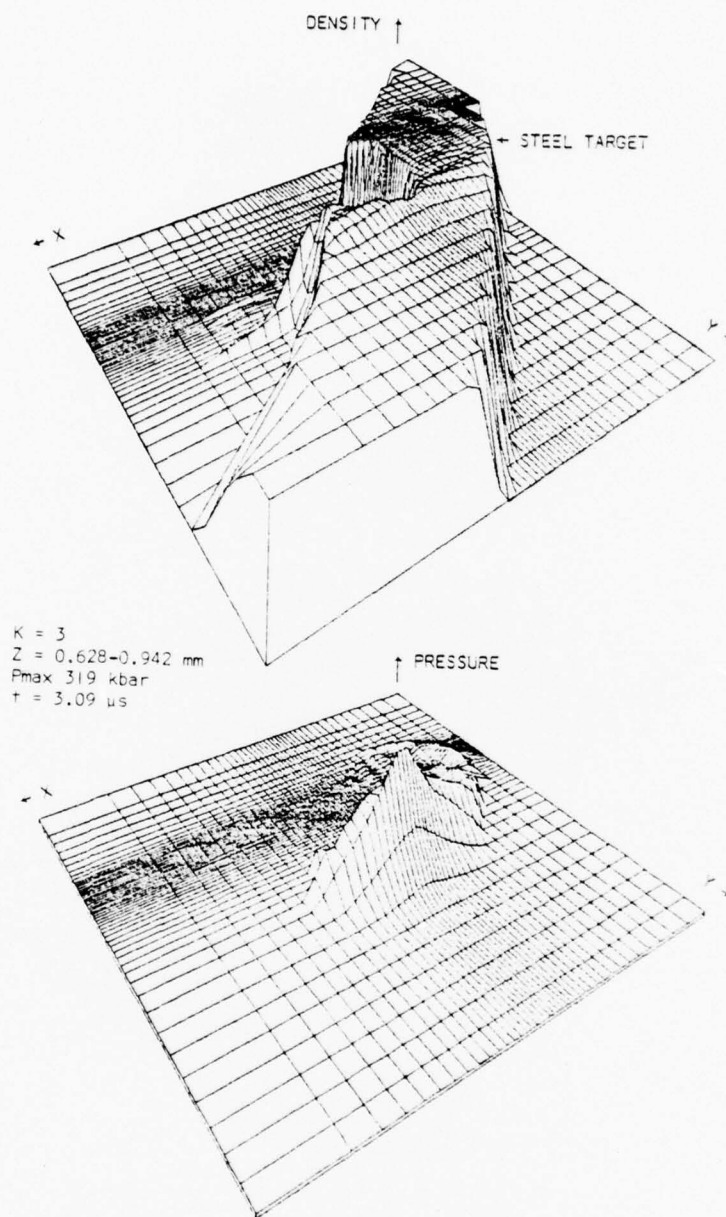 DENSITY ↑
← STEEL TARGET
← X
Y
K = 3
Z = 0.628-0.942 mm
Pmax 319 kbar
t = 3.09 µs
↑ PRESSURE
← X
Y